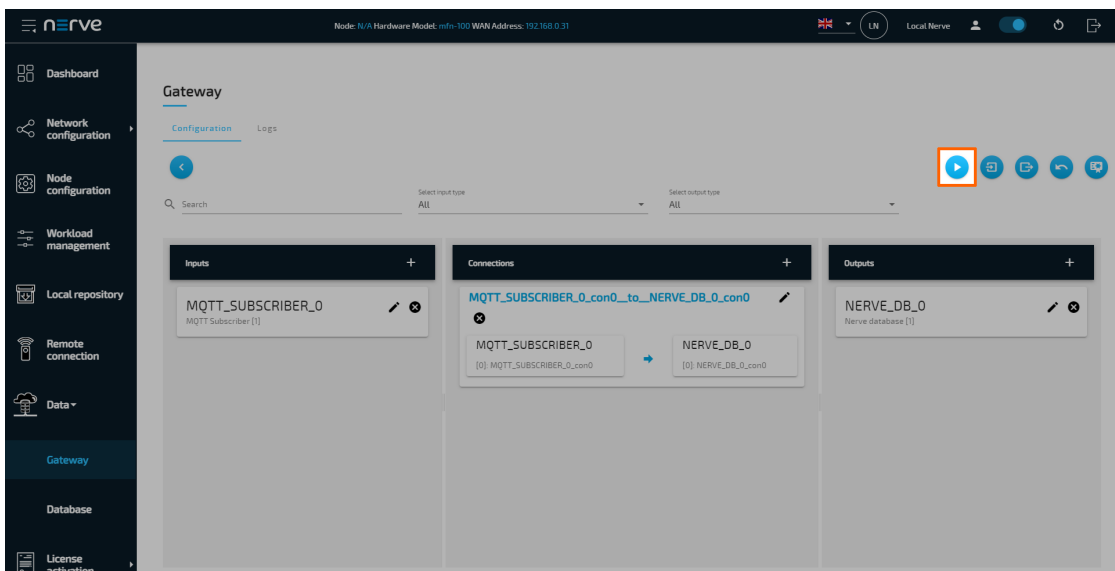 nerve
Node: N/A Hardware Model: mfn-100 WAN Address: 192.168.0.31
LN
Local Nerve
Dashboard
Network
configuration
Node
configuration
Workload
management
Local repository
Remote
connection
Data
Gateway
Database
License
activation
Gateway
Configuration
Logs
Search
Select input type
All
Select output type
All
Inputs +
MQTT_SUBSCRIBER_0
MQTT Subscriber [1]
Connections +
MQTT_SUBSCRIBER_0_con0__to__NERVE_DB_0_con0
MQTT_SUBSCRIBER_0
[0]: MQTT_SUBSCRIBER_0_con0
NERVE_DB_0
[0]: NERVE_DB_0_con0
Outputs +
NERVE_DB_0
Nerve database [1]